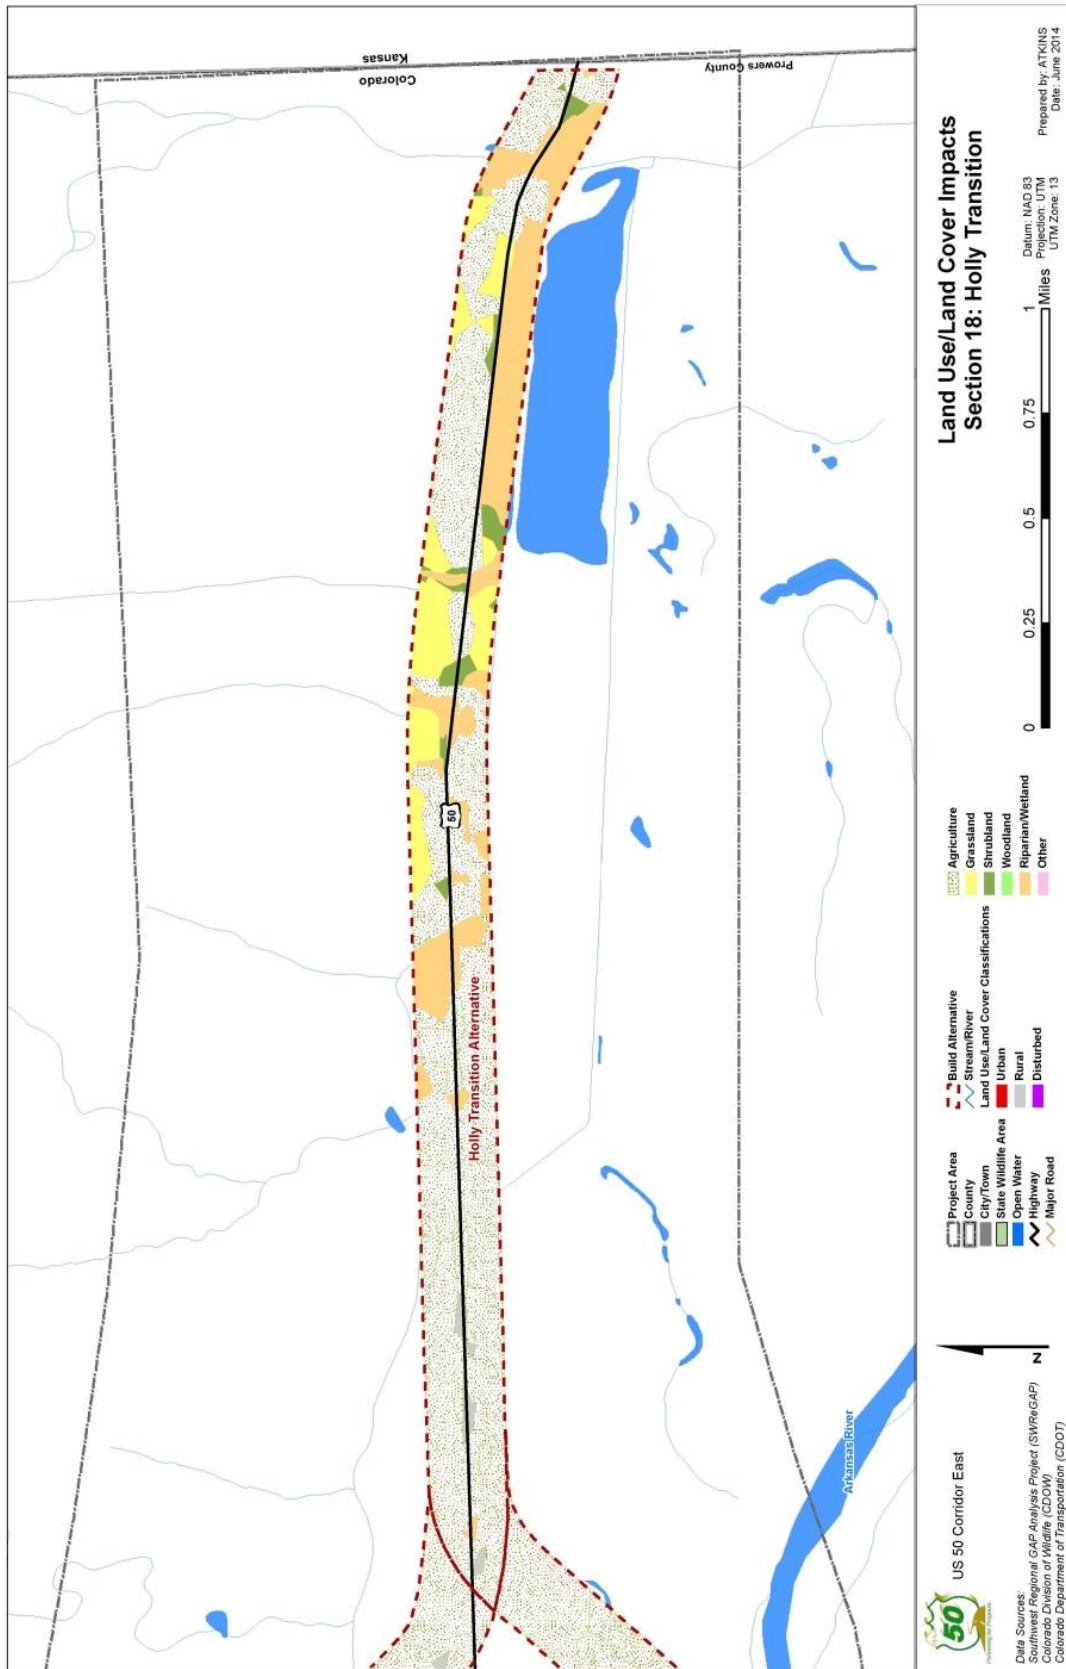 Kansas
Colorado
Prowers County
50
Holly Transition Alternative
Arkansas River
50
Partnering for Progress
US 50 Corridor East
Data Sources:
Southwest Regional GAP Analysis Project (SWReGAP)
Colorado Division of Wildlife (CDOW)
Colorado Department of Transportation (CDOT)
N
Project Area
County
City/Town
State Wildlife Area
Open Water
Highway
Major Road
Build Alternative
Stream/River
Land Use/Land Cover Classifications
Urban
Rural
Disturbed
Agriculture
Grassland
Shrubland
Woodland
Riparian/Wetland
Other
Land Use/Land Cover Impacts
Section 18: Holly Transition
0 0.25 0.5 0.75 1
Miles
Datum: NAD 83
Projection: UTM
UTM Zone: 13
Prepared by: ATKINS
Date: June 2014